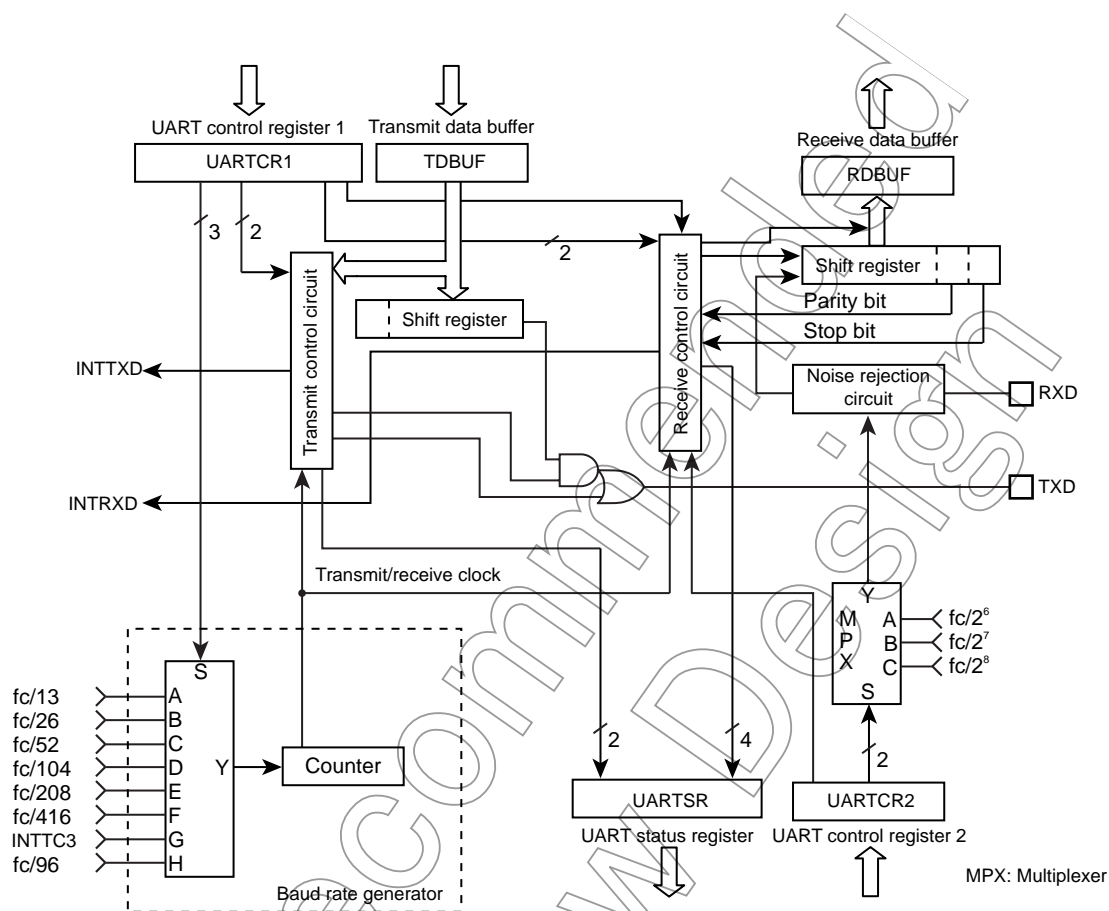 UART control register 1
Transmit data buffer
Receive data buffer
UARTCR1
TDBUF
RDBUF
3
2
2
Transmit control circuit
Shift register
Receive control circuit
Shift register
Parity bit
Stop bit
INTTXD
Noise rejection
circuit
RXD
INTRXD
TXD
Transmit/receive clock
Y
M
P
X
A
B
C
S
fc/2⁶
fc/2⁷
fc/2⁸
S
fc/13
fc/26
fc/52
fc/104
fc/208
fc/416
INTTC3
fc/96
A
B
C
D
E
F
G
H
Y
Counter
2
4
2
UARTSR
UARTCR2
UART status register
UART control register 2
Baud rate generator
MPX: Multiplexer
ecommended
w Design